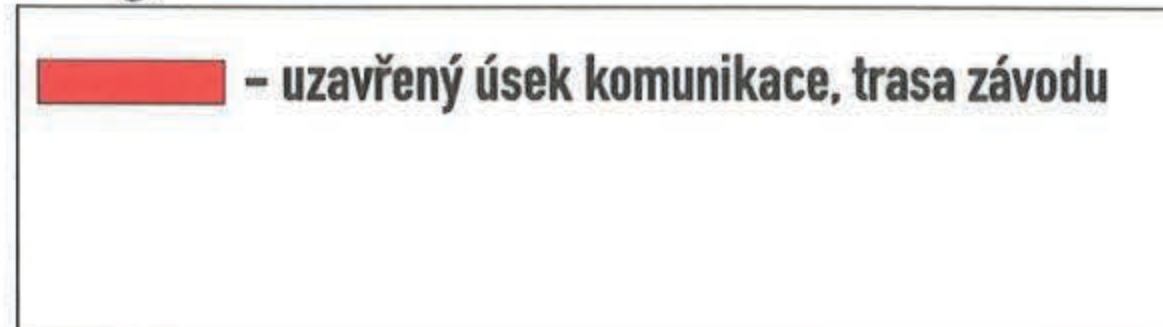 – uzavřený úsek komunikace, trasa závodu